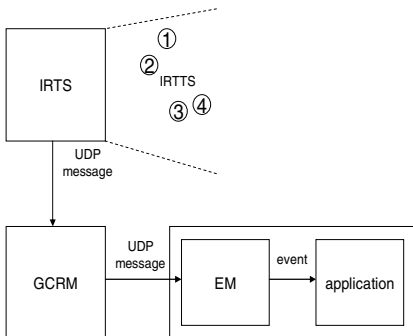 1
2
IRTS
IRTTS
3
4
UDP
message
UDP
message
event
GCRM
EM
application